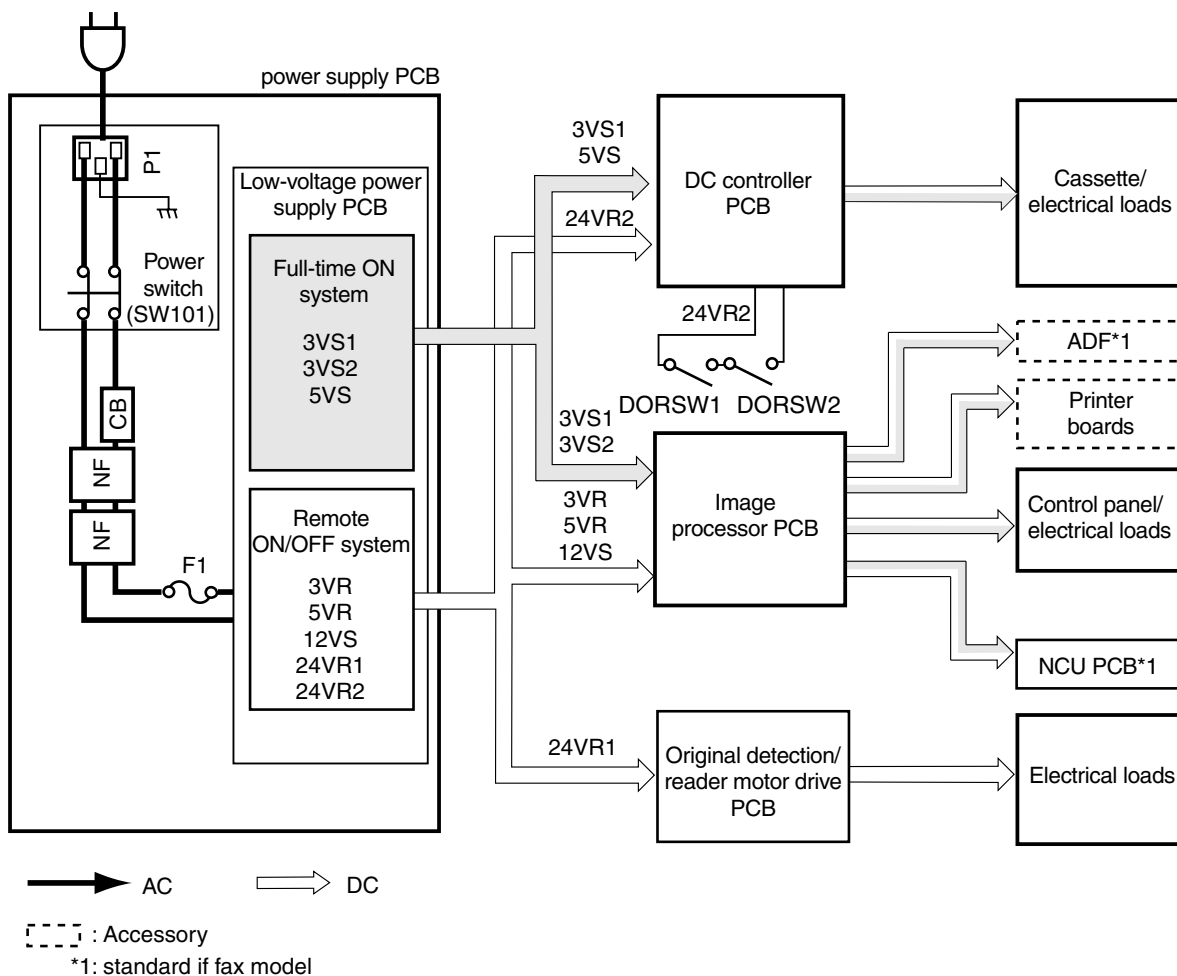 power supply PCB
P1
Power
switch
(SW101)
CB
NF
NF
F1
Low-voltage power
supply PCB
Full-time ON
system
3VS1
3VS2
5VS
Remote
ON/OFF system
3VR
5VR
12VS
24VR1
24VR2
3VS1
5VS
24VR2
DC controller
PCB
Cassette/
electrical loads
24VR2
DORSW1 DORSW2
3VS1
3VS2
3VR
5VR
12VS
Image
processor PCB
ADF*1
Printer
boards
Control panel/
electrical loads
NCU PCB*1
24VR1
Original detection/
reader motor drive
PCB
Electrical loads
AC
DC
: Accessory
*1: standard if fax model